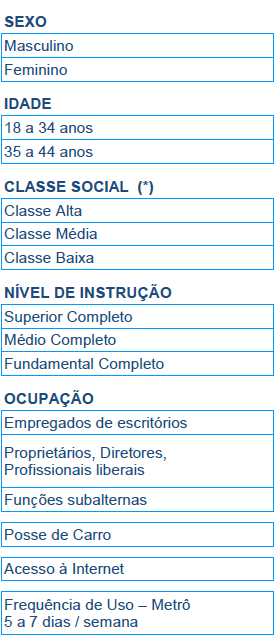 SEXO
Masculino
Feminino
IDADE
18 a 34 anos
35 a 44 anos
CLASSE SOCIAL (*)
Classe Alta
Classe Média
Classe Baixa
NÍVEL DE INSTRUÇÃO
Superior Completo
Médio Completo
Fundamental Completo
OCUPAÇÃO
Empregados de escritórios
Proprietários, Diretores,
Profissionais liberais
Funções subalternas
Posse de Carro
Acesso à Internet
Frequência de Uso – Metrô
5 a 7 dias / semana